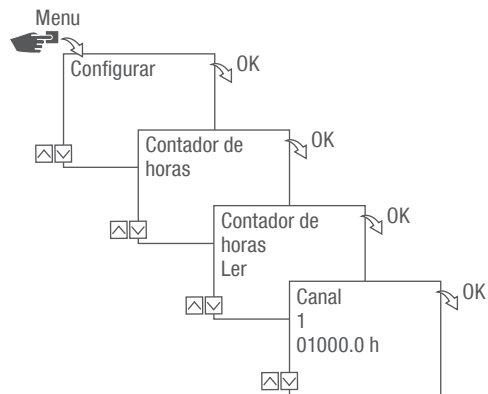 Menu
Configurar
OK
Contador de
horas
OK
Contador de
horas
Ler
OK
Canal
1
01000.0 h
OK